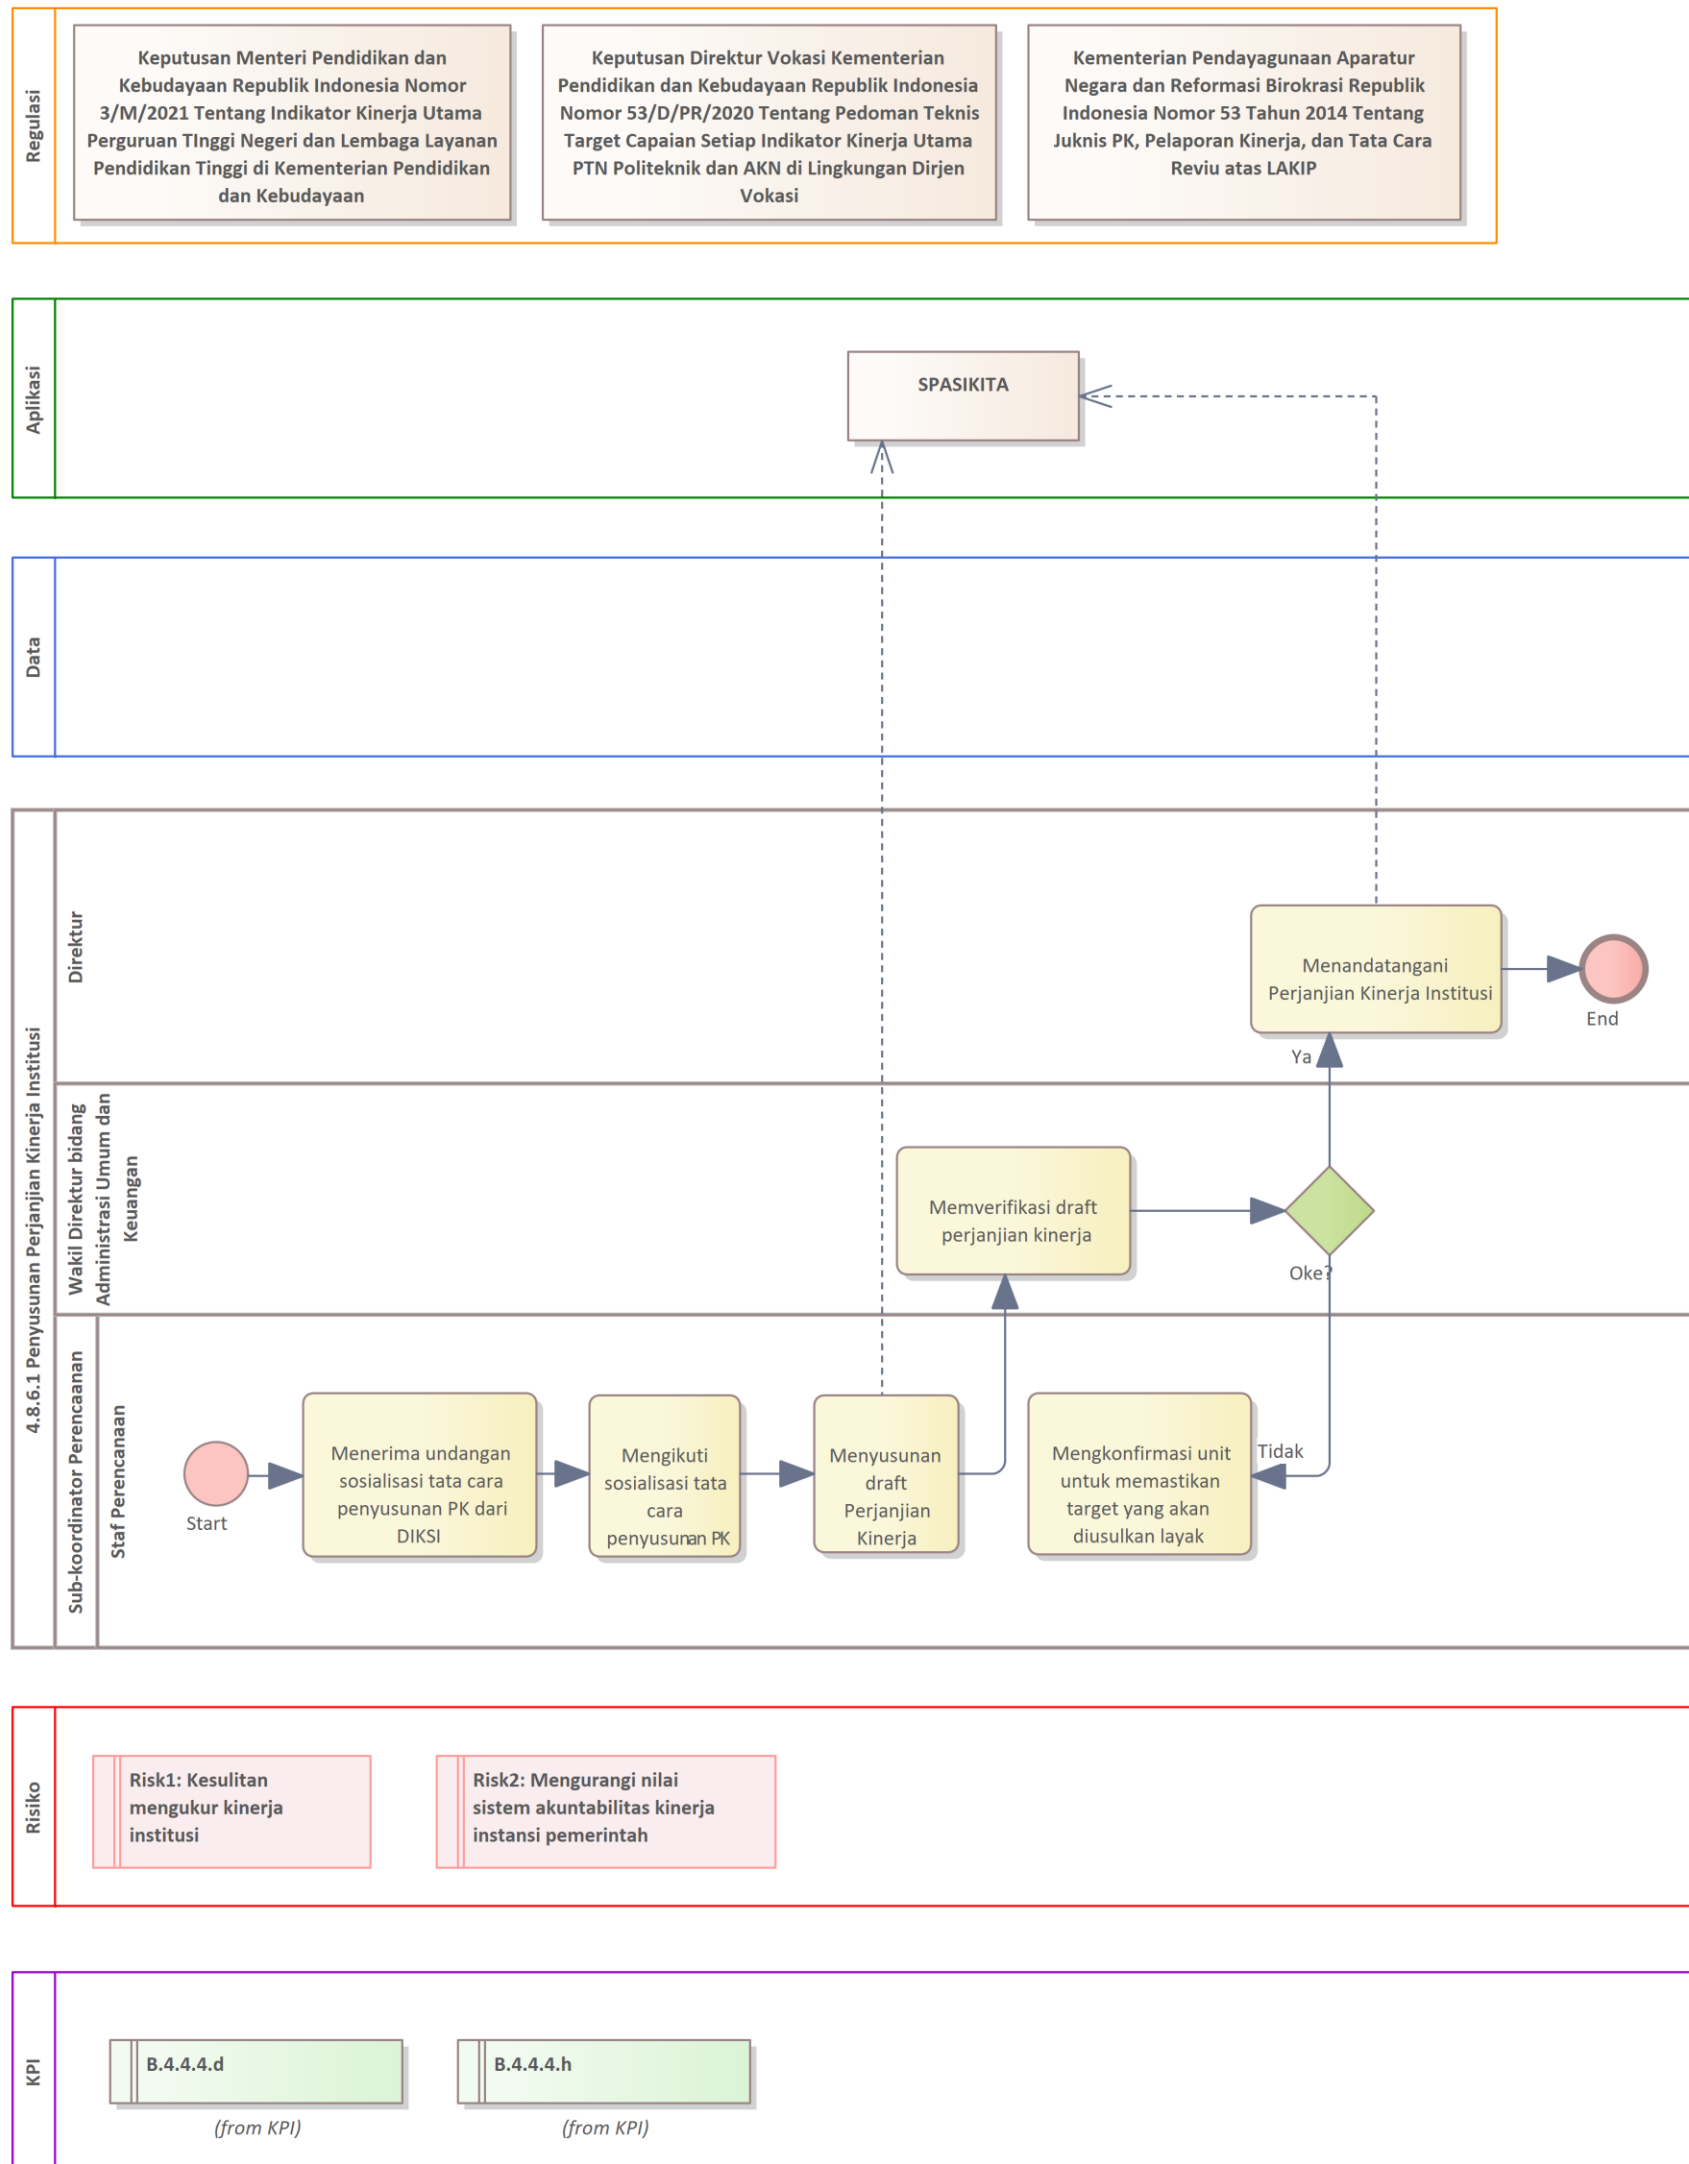 Regulasi
Keputusan Menteri Pendidikan dan
Kebudayaan Republik Indonesia Nomor
3/M/2021 Tentang Indikator Kinerja Utama
Perguruan TInggi Negeri dan Lembaga Layanan
Pendidikan Tinggi di Kementerian Pendidikan
dan Kebudayaan
Keputusan Direktur Vokasi Kementerian
Pendidikan dan Kebudayaan Republik Indonesia
Nomor 53/D/PR/2020 Tentang Pedoman Teknis
Target Capaian Setiap Indikator Kinerja Utama
PTN Politeknik dan AKN di Lingkungan Dirjen
Vokasi
Kementerian Pendayagunaan Aparatur
Negara dan Reformasi Birokrasi Republik
Indonesia Nomor 53 Tahun 2014 Tentang
Juknis PK, Pelaporan Kinerja, dan Tata Cara
Reviu atas LAKIP
Aplikasi
SPASIKITA
Data
4.8.6.1 Penyusunan Perjanjian Kinerja Institusi
Direktur
Menandatangani
Perjanjian Kinerja Institusi
End
Ya
Wakil Direktur bidang
Administrasi Umum dan
Keuangan
Memverifikasi draft
perjanjian kinerja
Oke?
Sub-koordinator Perencaanan
Staf Perencanaan
Start
Menerima undangan
sosialisasi tata cara
penyusunan PK dari
DIKSI
Mengikuti
sosialisasi tata
cara
penyusunan PK
Menyusunan
draft
Perjanjian
Kinerja
Mengkonfirmasi unit
untuk memastikan
target yang akan
diusulkan layak
Tidak
Risiko
Risk1: Kesulitan
mengukur kinerja
institusi
Risk2: Mengurangi nilai
sistem akuntabilitas kinerja
instansi pemerintah
KPI
B.4.4.4.d
(from KPI)
B.4.4.4.h
(from KPI)